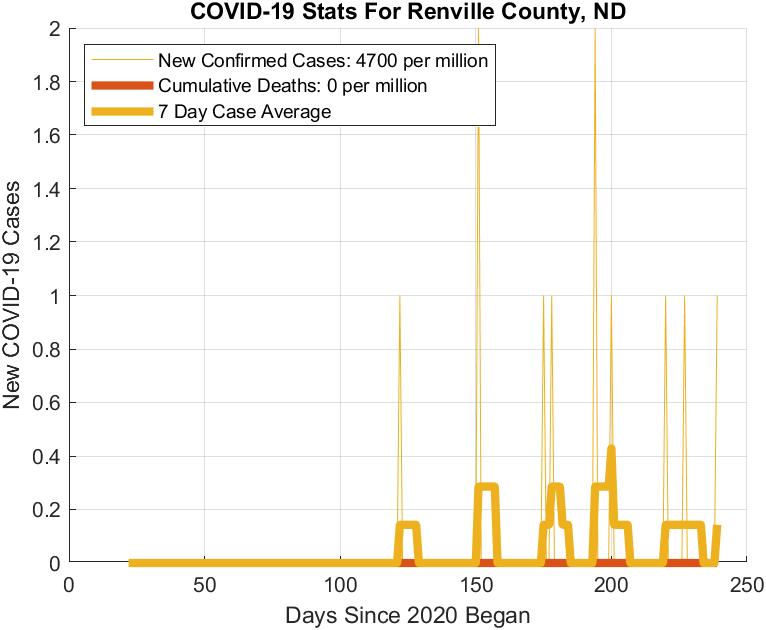 COVID-19 Stats For Renville County, ND
New Confirmed Cases: 4700 per million
Cumulative Deaths: 0 per million
7 Day Case Average
New COVID-19 Cases
2
1.8
1.6
1.4
1.2
1
0.8
0.6
0.4
0.2
0
0 50 100 150 200 250
Days Since 2020 Began